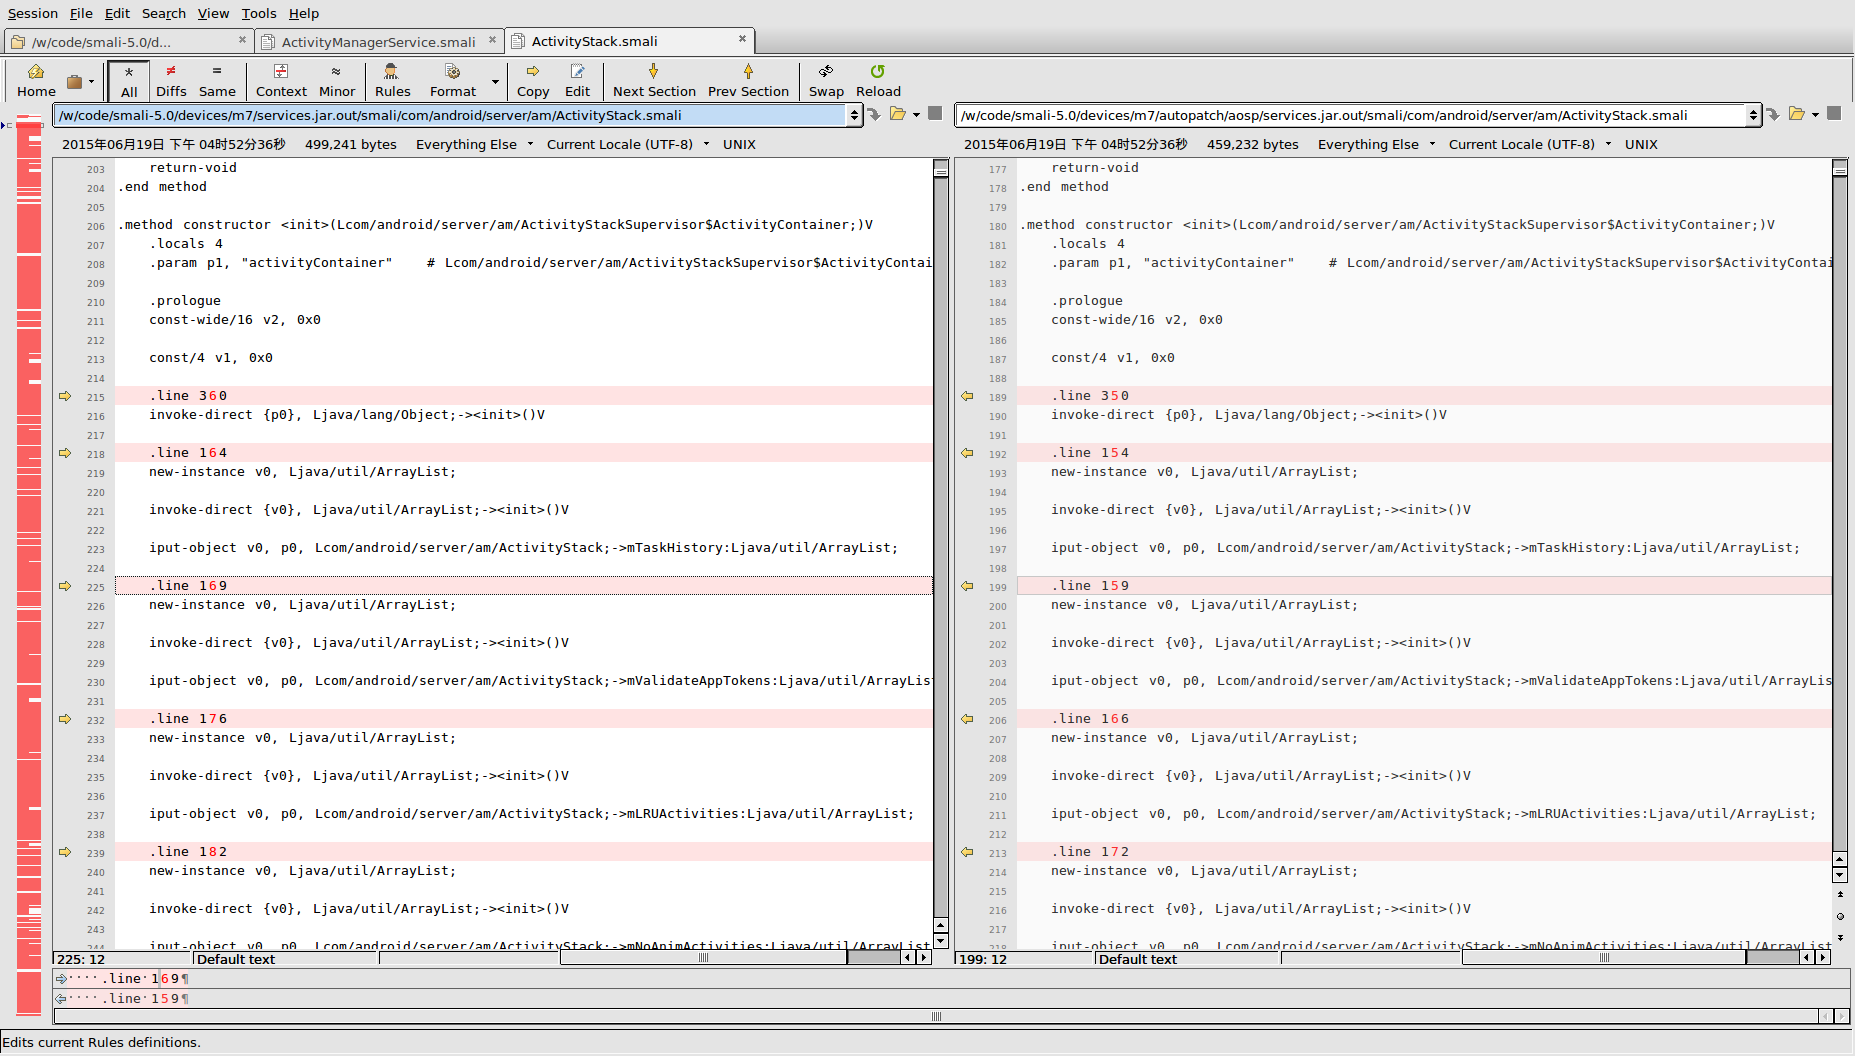 Session File Edit Search View Tools Help
/w/code/smali-5.0/d... ActivityManagerService.smali ActivityStack.smali
* ≠ = ≈
Home All Diffs Same Context Minor Rules Format Copy Edit Next Section Prev Section Swap Reload
/w/code/smali-5.0/devices/m7/services.jar.out/smali/com/android/server/am/ActivityStack.smali
2015年06月19日 下午 04时52分36秒 499,241 bytes Everything Else Current Locale (UTF-8) UNIX
203 return-void
204 .end method
205
206 .method constructor <init>(Lcom/android/server/am/ActivityStackSupervisor$ActivityContainer;)V
207 .locals 4
208 .param p1, "activityContainer" # Lcom/android/server/am/ActivityStackSupervisor$ActivityContai
209
210 .prologue
211 const-wide/16 v2, 0x0
212
213 const/4 v1, 0x0
214
215 .line 360
216 invoke-direct {p0}, Ljava/lang/Object;-><init>()V
217
218 .line 164
219 new-instance v0, Ljava/util/ArrayList;
220
221 invoke-direct {v0}, Ljava/util/ArrayList;-><init>()V
222
223 iput-object v0, p0, Lcom/android/server/am/ActivityStack;->mTaskHistory:Ljava/util/ArrayList;
224
225 .line 169
226 new-instance v0, Ljava/util/ArrayList;
227
228 invoke-direct {v0}, Ljava/util/ArrayList;-><init>()V
229
230 iput-object v0, p0, Lcom/android/server/am/ActivityStack;->mValidateAppTokens:Ljava/util/ArrayLis
231
232 .line 176
233 new-instance v0, Ljava/util/ArrayList;
234
235 invoke-direct {v0}, Ljava/util/ArrayList;-><init>()V
236
237 iput-object v0, p0, Lcom/android/server/am/ActivityStack;->mLRUActivities:Ljava/util/ArrayList;
238
239 .line 182
240 new-instance v0, Ljava/util/ArrayList;
241
242 invoke-direct {v0}, Ljava/util/ArrayList;-><init>()V
243
244 iput-object v0, p0, Lcom/android/server/am/ActivityStack;->mNoAnimActivities:Ljava/util/ArrayList
225: 12 Default text
/w/code/smali-5.0/devices/m7/autopatch/aosp/services.jar.out/smali/com/android/server/am/ActivityStack.smali
2015年06月19日 下午 04时52分36秒 459,232 bytes Everything Else Current Locale (UTF-8) UNIX
177 return-void
178 .end method
179
180 .method constructor <init>(Lcom/android/server/am/ActivityStackSupervisor$ActivityContainer;)V
181 .locals 4
182 .param p1, "activityContainer" # Lcom/android/server/am/ActivityStackSupervisor$ActivityContai
183
184 .prologue
185 const-wide/16 v2, 0x0
186
187 const/4 v1, 0x0
188
189 .line 350
190 invoke-direct {p0}, Ljava/lang/Object;-><init>()V
191
192 .line 154
193 new-instance v0, Ljava/util/ArrayList;
194
195 invoke-direct {v0}, Ljava/util/ArrayList;-><init>()V
196
197 iput-object v0, p0, Lcom/android/server/am/ActivityStack;->mTaskHistory:Ljava/util/ArrayList;
198
199 .line 159
200 new-instance v0, Ljava/util/ArrayList;
201
202 invoke-direct {v0}, Ljava/util/ArrayList;-><init>()V
203
204 iput-object v0, p0, Lcom/android/server/am/ActivityStack;->mValidateAppTokens:Ljava/util/ArrayLis
205
206 .line 166
207 new-instance v0, Ljava/util/ArrayList;
208
209 invoke-direct {v0}, Ljava/util/ArrayList;-><init>()V
210
211 iput-object v0, p0, Lcom/android/server/am/ActivityStack;->mLRUActivities:Ljava/util/ArrayList;
212
213 .line 172
214 new-instance v0, Ljava/util/ArrayList;
215
216 invoke-direct {v0}, Ljava/util/ArrayList;-><init>()V
217
218 iput-object v0, p0, Lcom/android/server/am/ActivityStack;->mNoAnimActivities:Ljava/util/ArrayList
199: 12 Default text
····.line·169¶
····.line·159¶
Edits current Rules definitions.